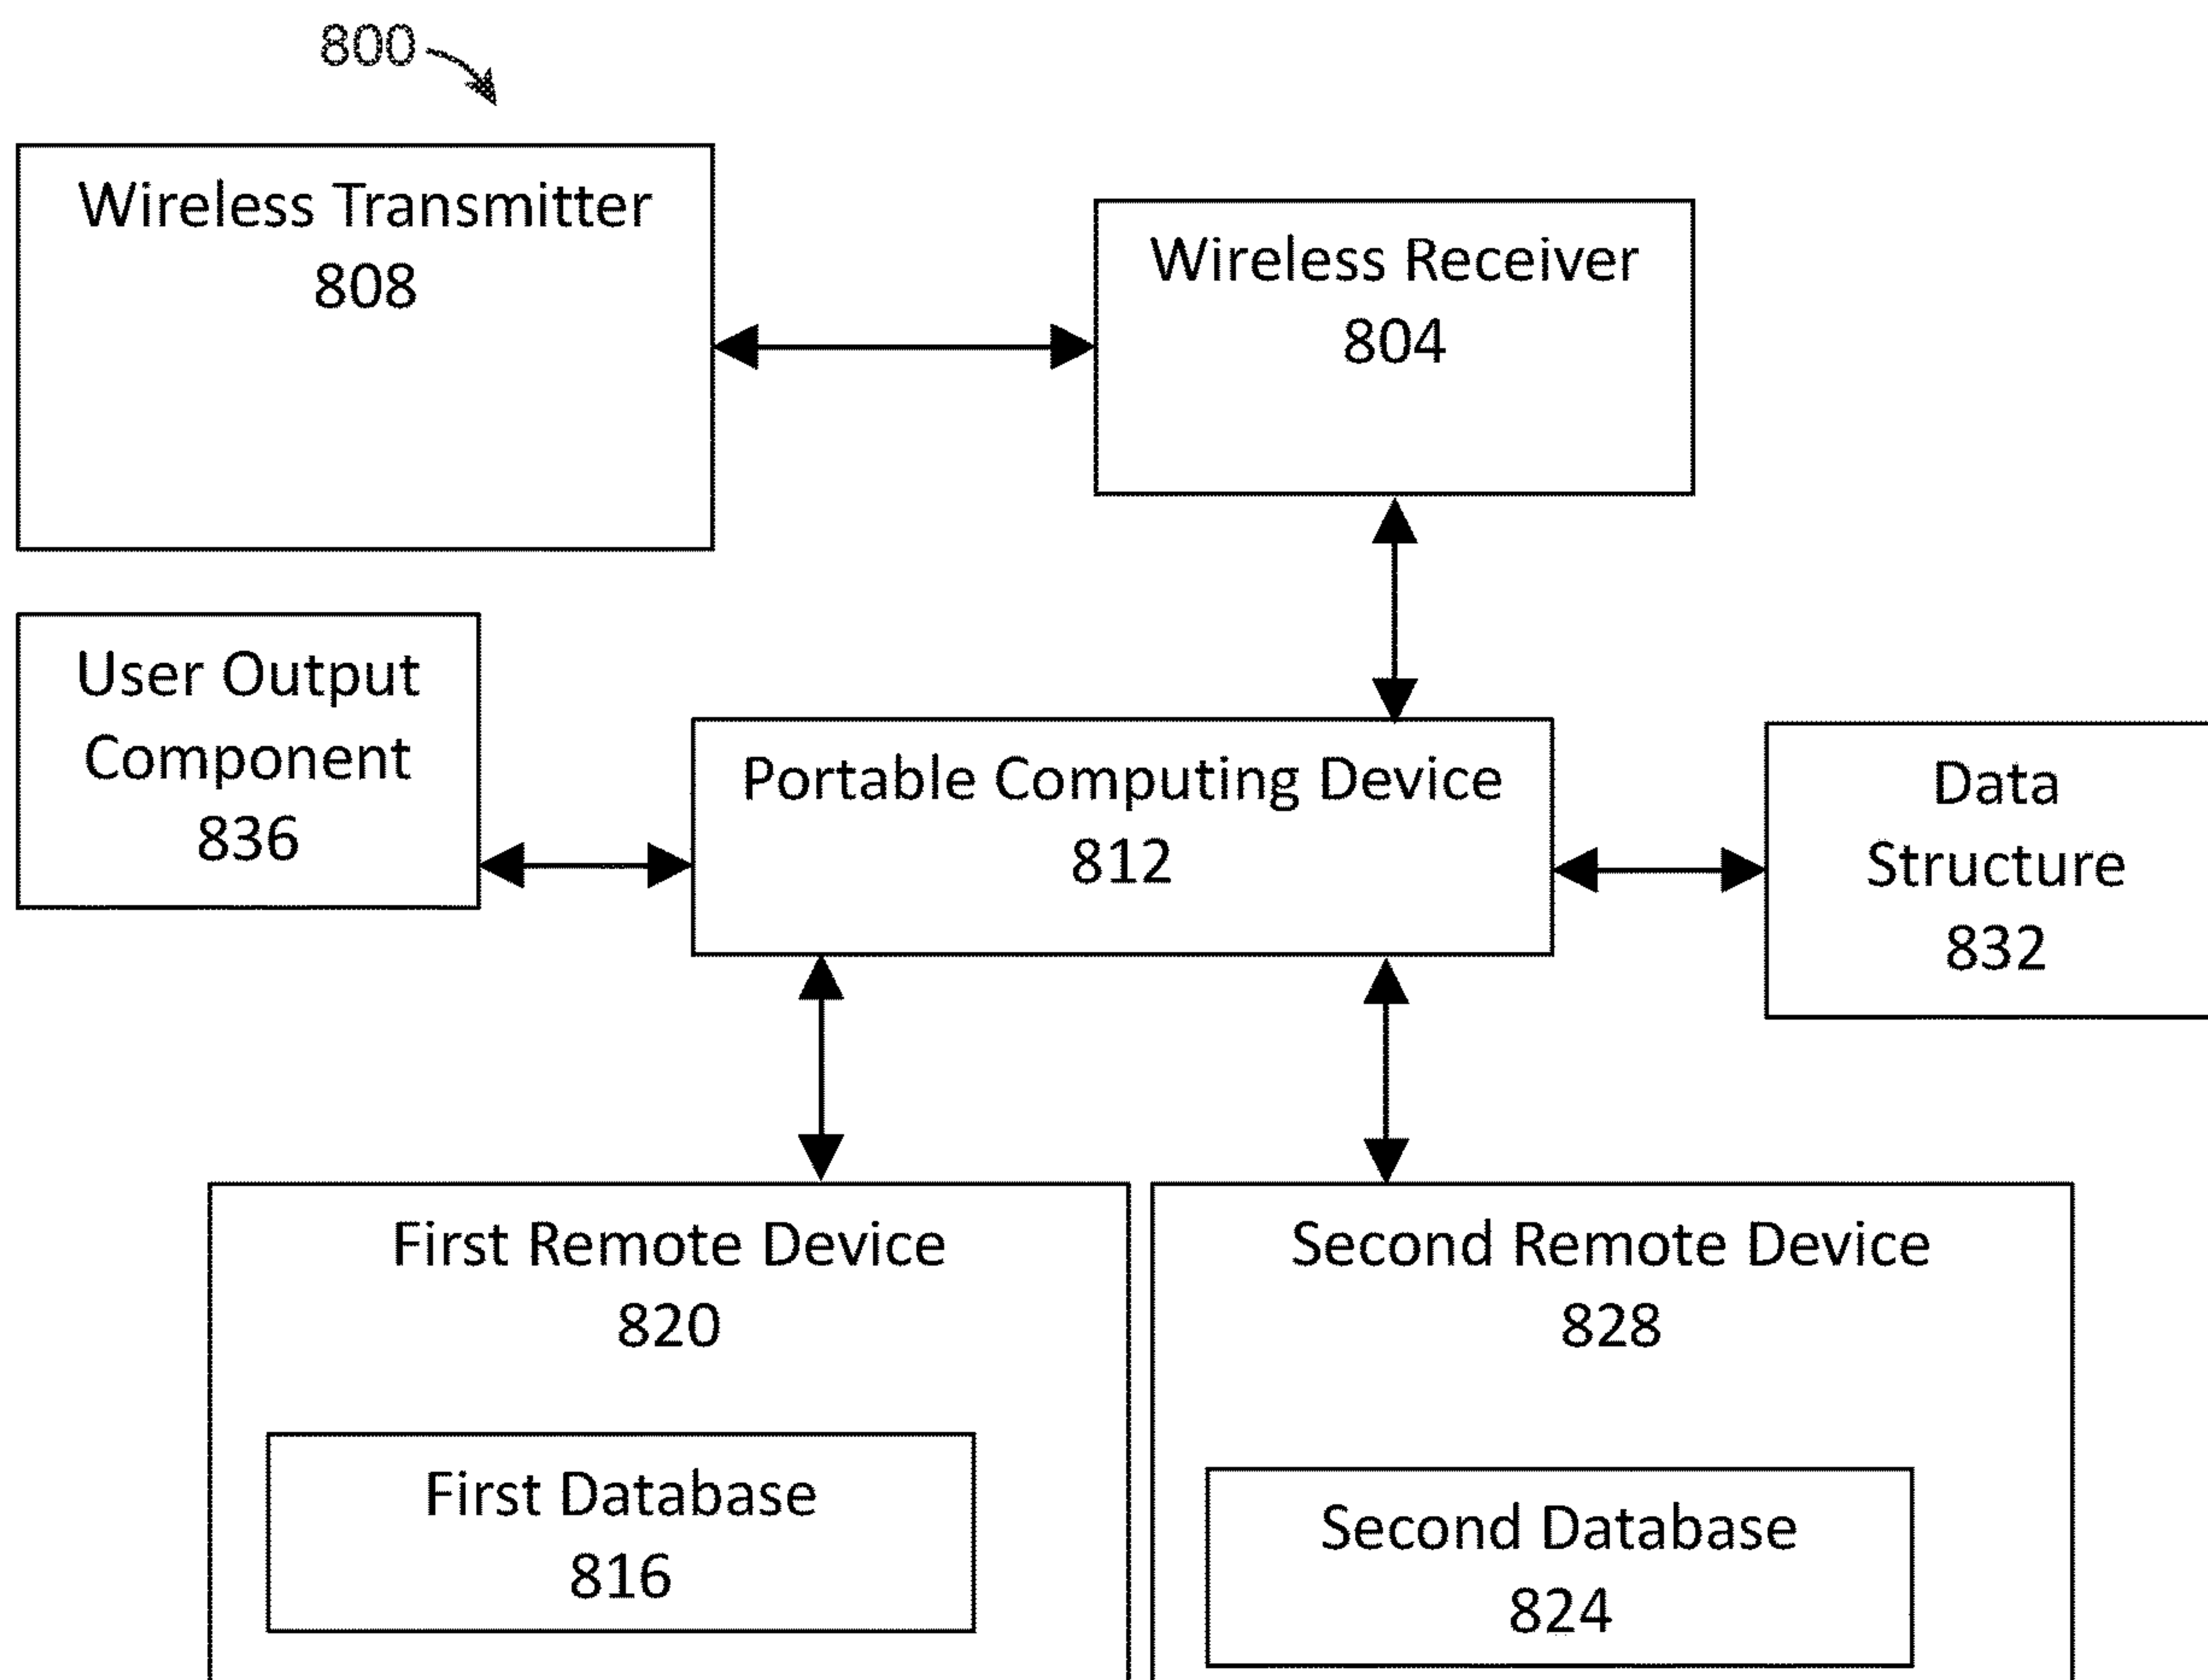 800
Wireless Transmitter
808
Wireless Receiver
804
User Output
Component
836
Portable Computing Device
812
Data
Structure
832
First Remote Device
820
First Database
816
Second Remote Device
828
Second Database
824